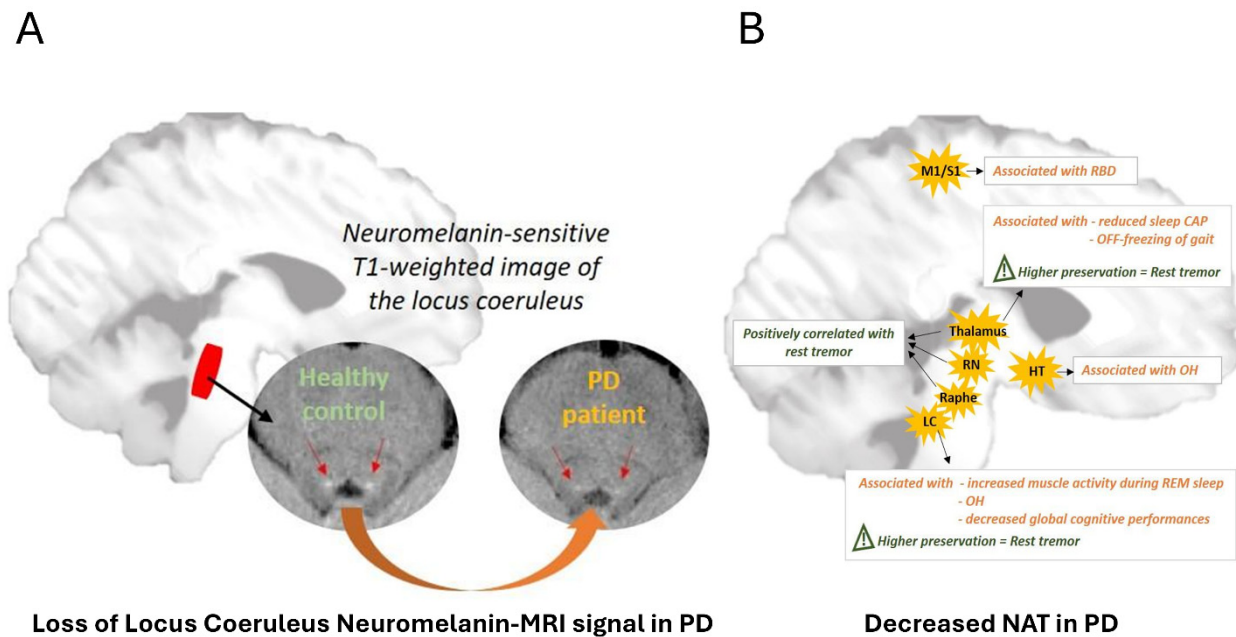 A
Neuromelanin-sensitive
T1-weighted image of
the locus coeruleus
Healthy
control
PD
patient
Loss of Locus Coeruleus Neuromelanin-MRI signal in PD
B
M1/S1
Associated with RBD
Associated with - reduced sleep CAP
- OFF-freezing of gait
Higher preservation = Rest tremor
Positively correlated with
rest tremor
Thalamus
RN
HT
Associated with OH
Raphe
LC
Associated with - increased muscle activity during REM sleep
- OH
- decreased global cognitive performances
Higher preservation = Rest tremor
Decreased NAT in PD